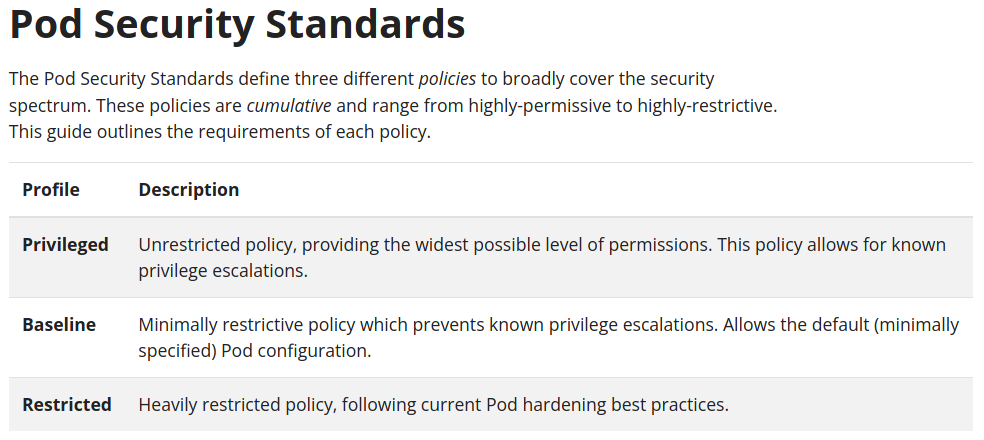 Pod Security Standards
The Pod Security Standards define three different policies to broadly cover the security
spectrum. These policies are cumulative and range from highly-permissive to highly-restrictive.
This guide outlines the requirements of each policy.
Profile Description
Privileged Unrestricted policy, providing the widest possible level of permissions. This policy allows for known
privilege escalations.
Baseline Minimally restrictive policy which prevents known privilege escalations. Allows the default (minimally
specified) Pod configuration.
Restricted Heavily restricted policy, following current Pod hardening best practices.